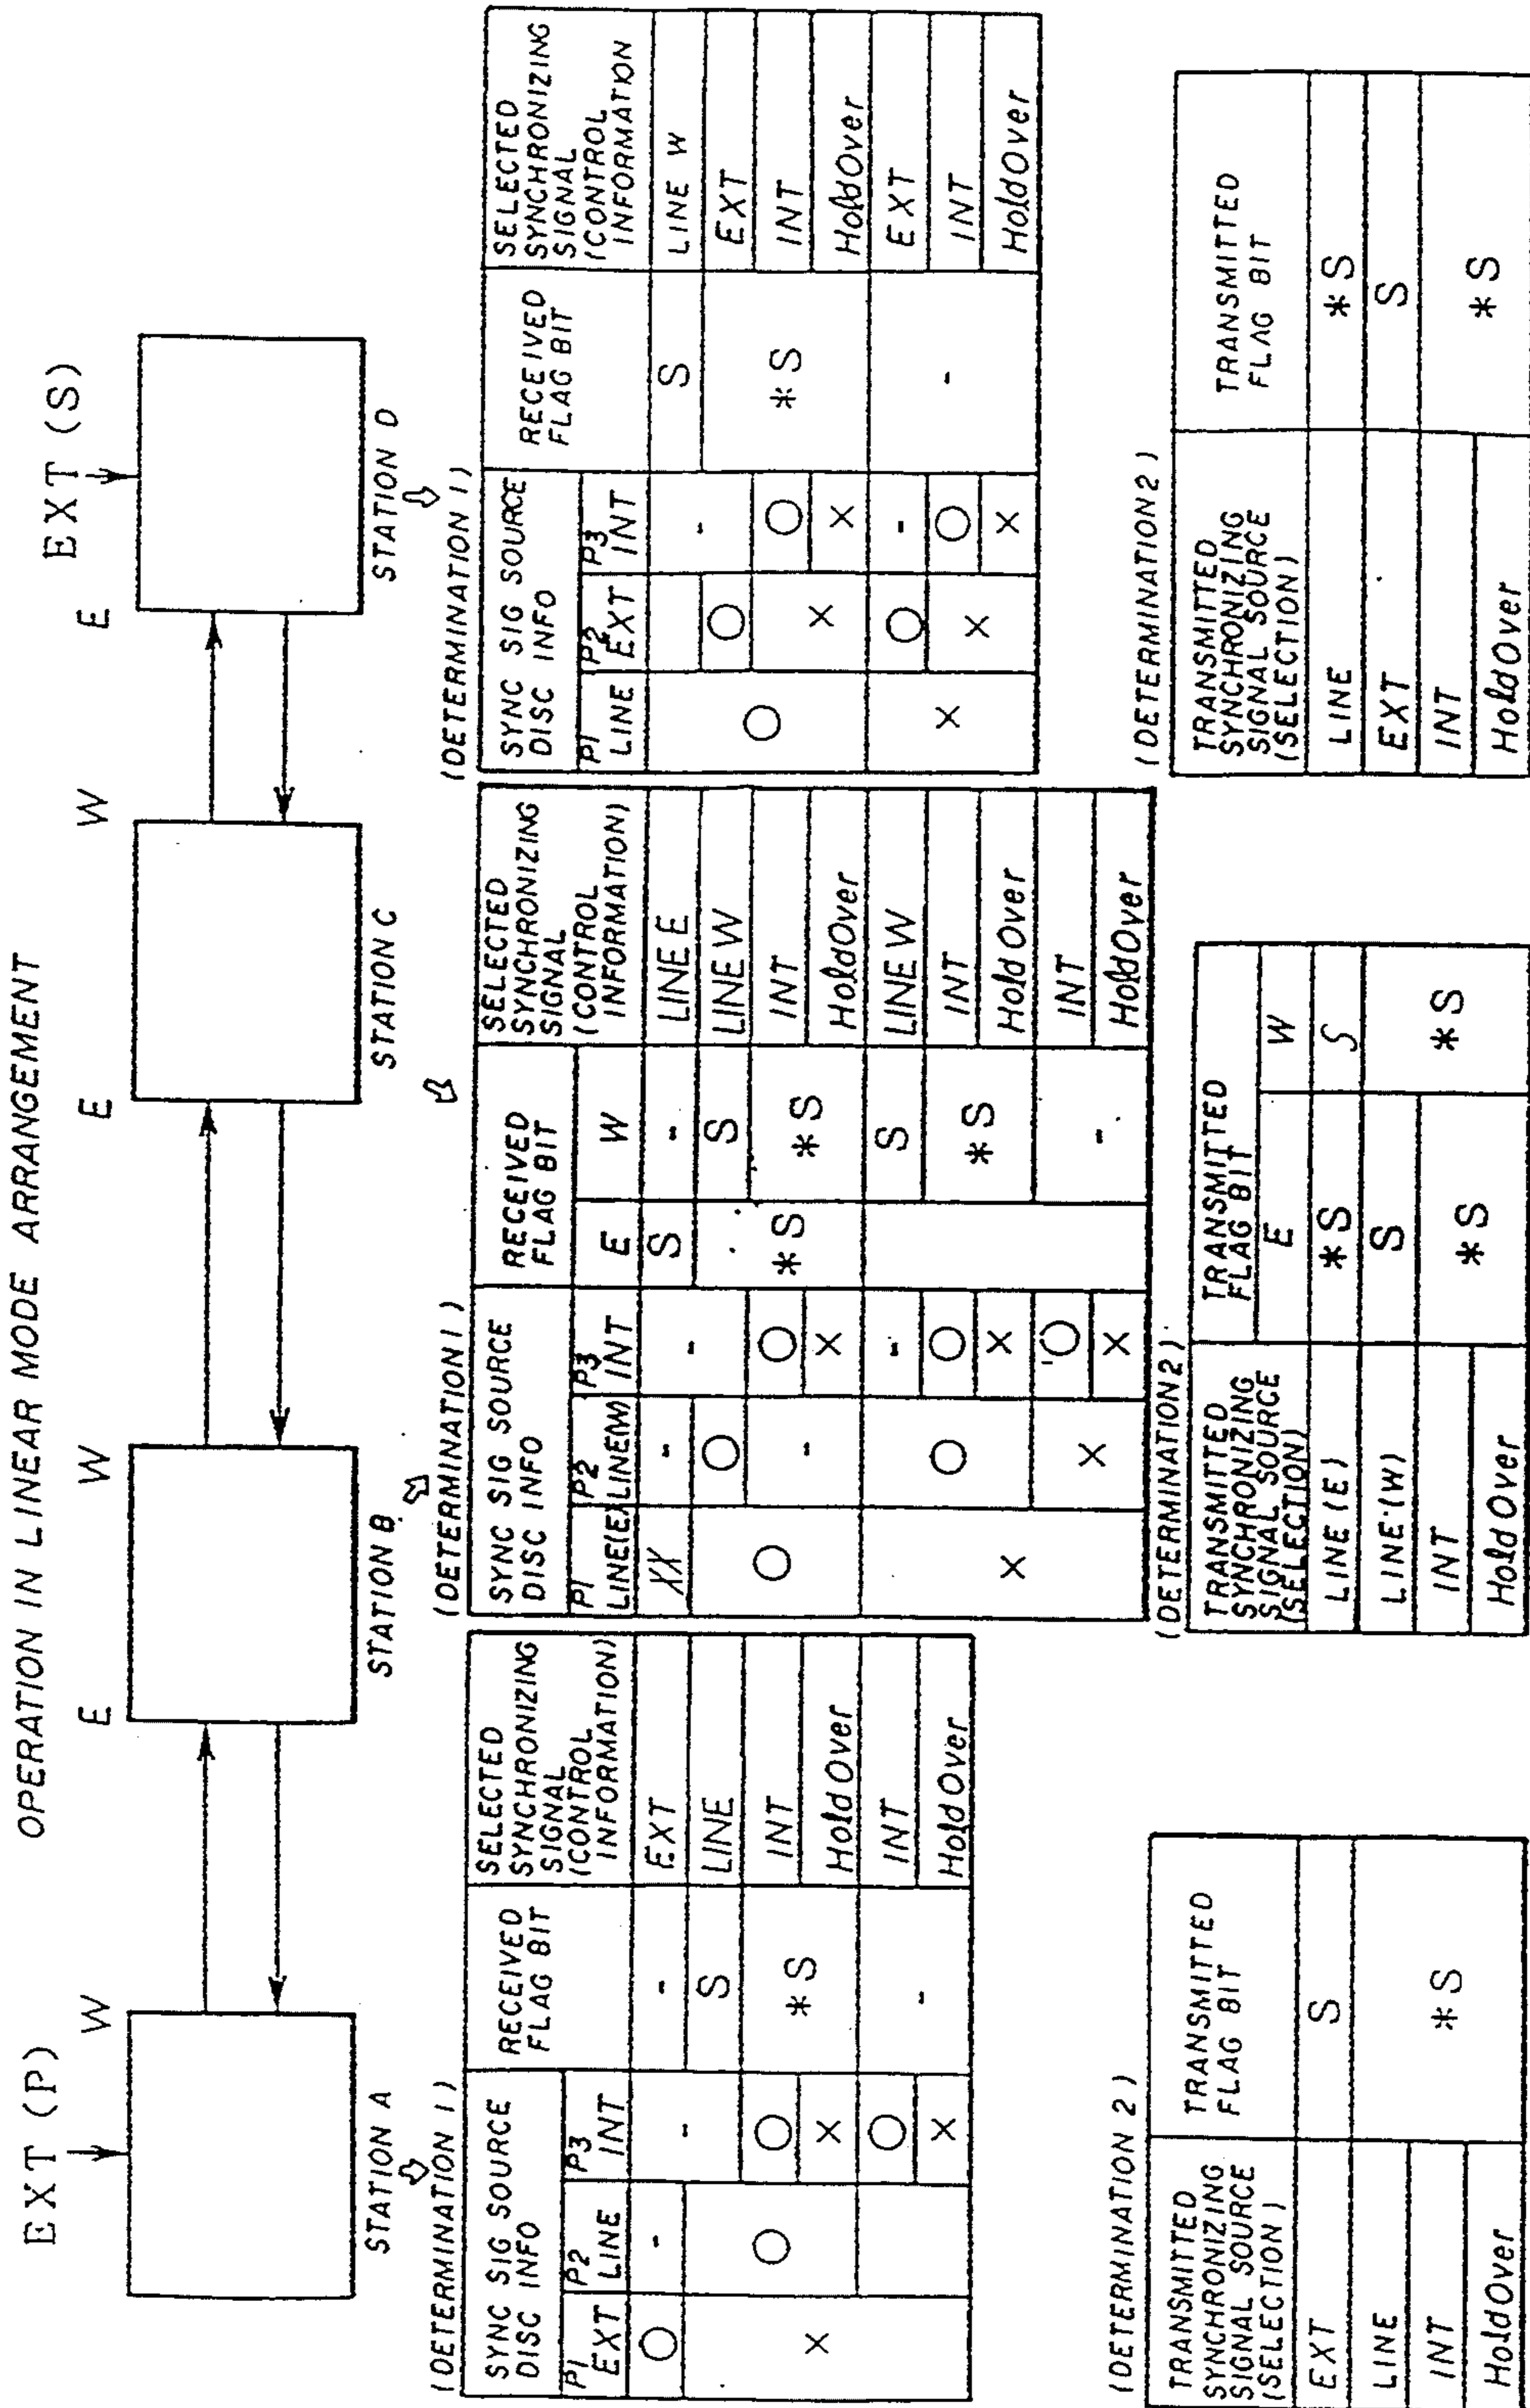 OPERATION IN LINEAR MODE ARRANGEMENT
EXT (P)
EXT (S)
W
E
W
E
W
E
STATION A
STATION B
STATION C
STATION D
(DETERMINATION 1)
SYNC SIG SOURCE DISC INFO
RECEIVED FLAG BIT
SELECTED SYNCHRONIZING SIGNAL (CONTROL INFORMATION)
P1 EXT
P2 LINE
P3 INT
○ - - - EXT
× ○ S LINE
○ *S INT
× HoldOver
○ - INT
× HoldOver
(DETERMINATION 1)
SYNC SIG SOURCE DISC INFO
RECEIVED FLAG BIT
SELECTED SYNCHRONIZING SIGNAL (CONTROL INFORMATION)
P1 LINE(E)
P2 LINE(W)
P3 INT
E
W
XX - - S - LINE E
○ ○ *S S LINE W
- ○ *S INT
× HoldOver
× ○ - S LINE W
○ *S INT
× HoldOver
× ○ - INT
× HoldOver
(DETERMINATION 1)
SYNC SIG SOURCE DISC INFO
RECEIVED FLAG BIT
SELECTED SYNCHRONIZING SIGNAL (CONTROL INFORMATION
P1 LINE
P2 EXT
P3 INT
○ - S LINE W
○ *S EXT
× ○ INT
× HoldOver
× ○ - - EXT
× ○ INT
× HoldOver
(DETERMINATION 2)
TRANSMITTED SYNCHRONIZING SIGNAL SOURCE (SELECTION)
TRANSMITTED FLAG BIT
EXT S
LINE *S
INT
HoldOver
(DETERMINATION 2)
TRANSMITTED SYNCHRONIZING SIGNAL SOURCE (SELECTION)
TRANSMITTED FLAG BIT
E
W
LINE (E) *S S
LINE (W) S *S
INT *S
HoldOver
(DETERMINATION 2)
TRANSMITTED SYNCHRONIZING SIGNAL SOURCE (SELECTION)
TRANSMITTED FLAG BIT
LINE *S
EXT S
INT *S
HoldOver